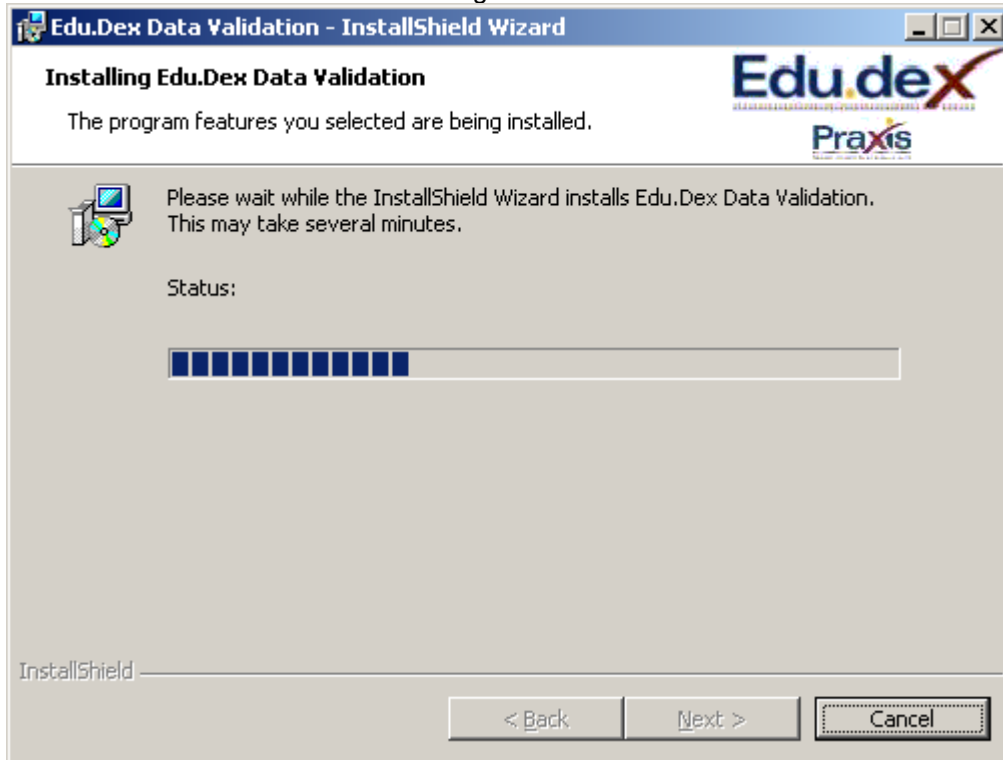 Edu.Dex Data Validation - InstallShield Wizard
Installing Edu.Dex Data Validation
The program features you selected are being installed.
Edu.dex
Praxis
Please wait while the InstallShield Wizard installs Edu.Dex Data Validation.
This may take several minutes.
Status:
InstallShield
< Back
Next >
Cancel